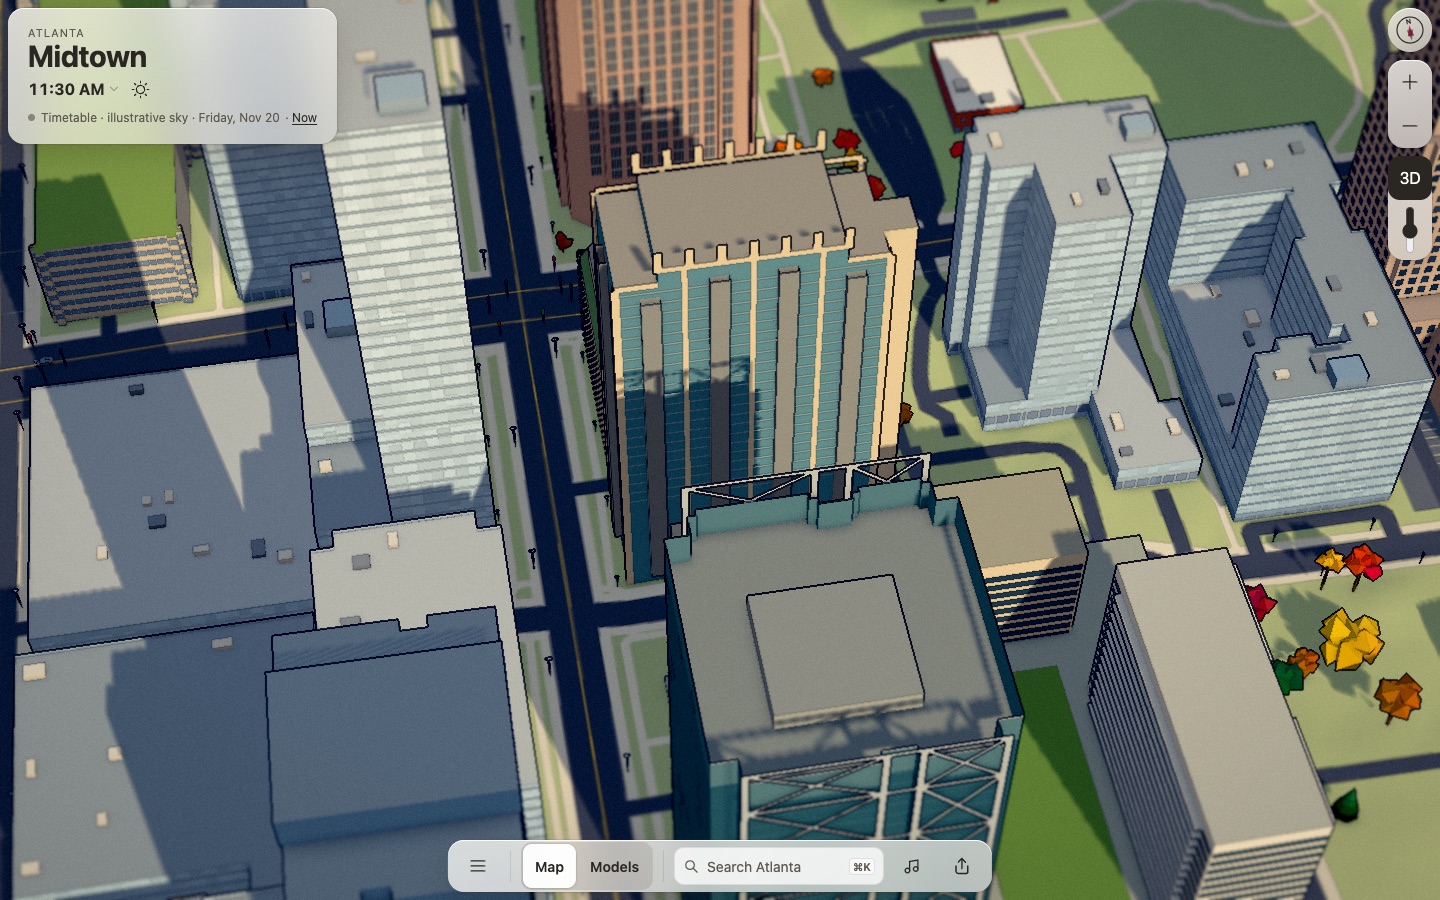 ATLANTA
Midtown
11:30 AM
Timetable · illustrative sky · Friday, Nov 20 · Now
N
+
−
3D
Map
Models
Search Atlanta
⌘K